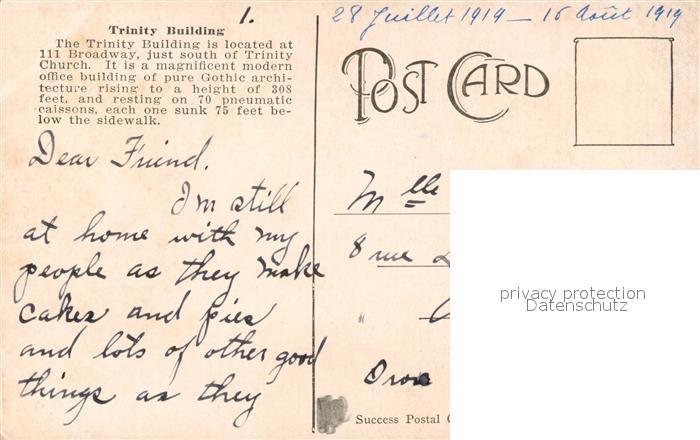 1.
28 Juillet 1919 — 16 Août 1919
Trinity Building
The Trinity Building is located at
111 Broadway, just south of Trinity
Church. It is a magnificent modern
office building of pure Gothic archi-
tecture rising to a height of 308
feet, and resting on 70 pneumatic
caissons, each one sunk 75 feet be-
low the sidewalk.
POST CARD
Dear Friend.
I'm still
at home with my
people as they make
cakes and pies
and lots of other good
things as they
Mlle
8 rue
"
privacy protection
Datenschutz
Success Postal